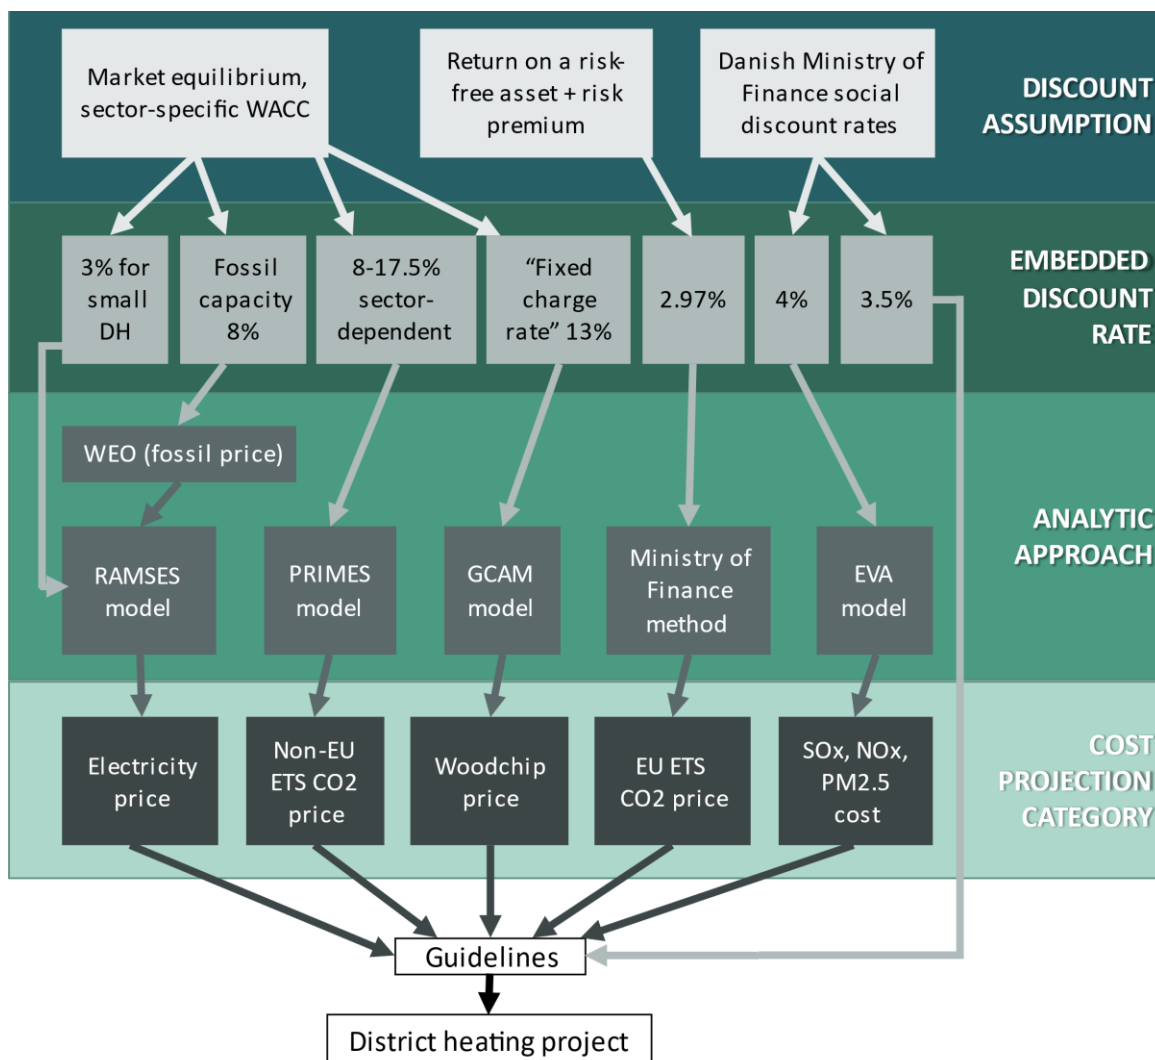 Market equilibrium,
sector-specific WACC
Return on a risk-
free asset + risk
premium
Danish Ministry of
Finance social
discount rates
DISCOUNT
ASSUMPTION
3% for
small
DH
Fossil
capacity
8%
8-17.5%
sector-
dependent
“Fixed
charge
rate” 13%
2.97%
4%
3.5%
EMBEDDED
DISCOUNT
RATE
WEO (fossil price)
RAMSES
model
PRIMES
model
GCAM
model
Ministry of
Finance
method
EVA
model
ANALYTIC
APPROACH
Electricity
price
Non-EU
ETS CO2
price
Woodchip
price
EU ETS
CO2 price
SOx, NOx,
PM2.5
cost
COST
PROJECTION
CATEGORY
Guidelines
District heating project